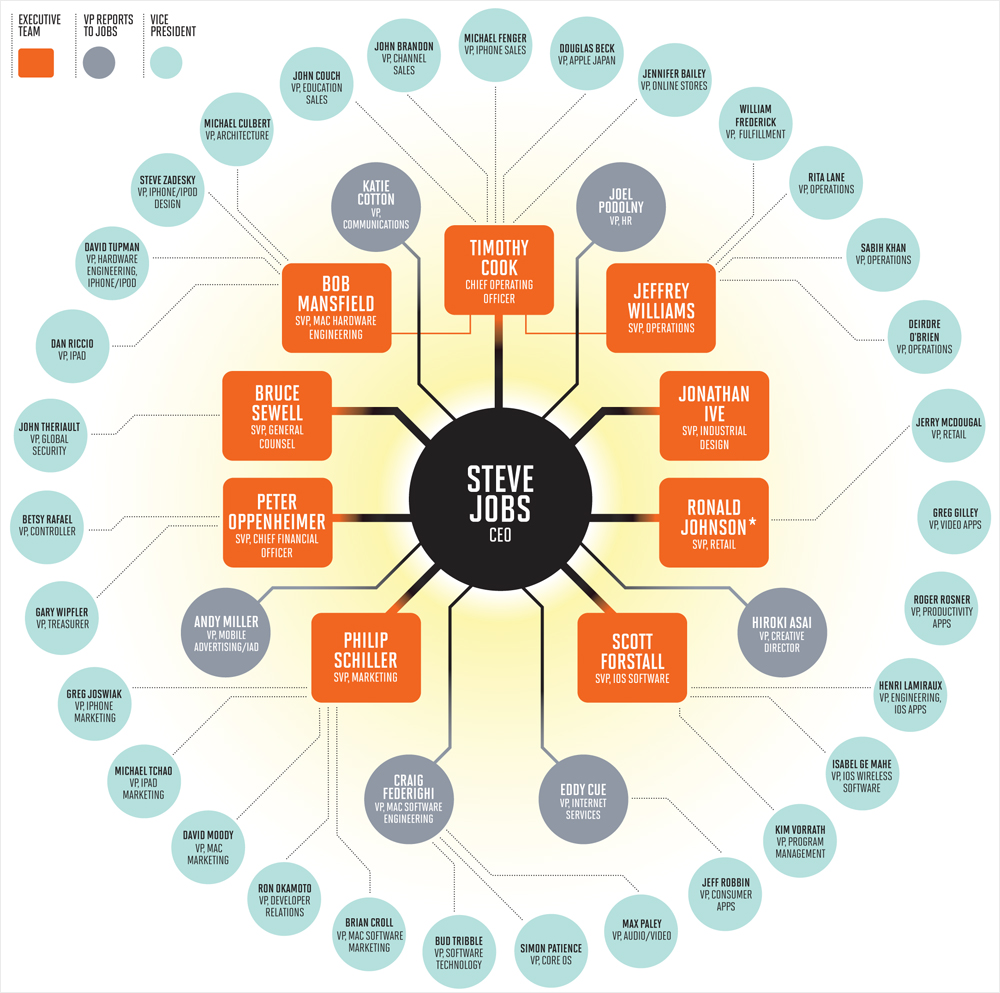 EXECUTIVE
TEAM
VP REPORTS
TO JOBS
VICE
PRESIDENT
MICHAEL FENGER
VP, IPHONE SALES
JOHN BRANDON
VP, CHANNEL
SALES
DOUGLAS BECK
VP, APPLE JAPAN
JOHN COUCH
VP, EDUCATION
SALES
JENNIFER BAILEY
VP, ONLINE STORES
MICHAEL CULBERT
VP, ARCHITECTURE
WILLIAM
FREDERICK
VP, FULFILLMENT
STEVE ZADESKY
VP, IPHONE/IPOD
DESIGN
RITA LANE
VP, OPERATIONS
KATIE
COTTON
VP,
COMMUNICATIONS
JOEL
PODOLNY
VP, HR
DAVID TUPMAN
VP, HARDWARE
ENGINEERING,
IPHONE/IPOD
SABIH KHAN
VP, OPERATIONS
TIMOTHY
COOK
CHIEF OPERATING
OFFICER
BOB
MANSFIELD
SVP, MAC HARDWARE
ENGINEERING
JEFFREY
WILLIAMS
SVP, OPERATIONS
DAN RICCIO
VP, IPAD
DEIRDRE
O'BRIEN
VP, OPERATIONS
BRUCE
SEWELL
SVP, GENERAL
COUNSEL
JONATHAN
IVE
SVP, INDUSTRIAL
DESIGN
JOHN THERIAULT
VP, GLOBAL
SECURITY
JERRY MCDOUGAL
VP, RETAIL
STEVE
JOBS
CEO
PETER
OPPENHEIMER
SVP, CHIEF FINANCIAL
OFFICER
RONALD
JOHNSON*
SVP, RETAIL
BETSY RAFAEL
VP, CONTROLLER
GREG GILLEY
VP, VIDEO APPS
GARY WIPFLER
VP, TREASURER
ROGER ROSNER
VP, PRODUCTIVITY
APPS
ANDY MILLER
VP, MOBILE
ADVERTISING/IAD
HIROKI ASAI
VP, CREATIVE
DIRECTOR
PHILIP
SCHILLER
SVP, MARKETING
SCOTT
FORSTALL
SVP, IOS SOFTWARE
GREG JOSWIAK
VP, IPHONE
MARKETING
HENRI LAMIRAUX
VP, ENGINEERING,
IOS APPS
MICHAEL TCHAO
VP, IPAD
MARKETING
ISABEL GE MAHE
VP, IOS WIRELESS
SOFTWARE
CRAIG
FEDERIGHI
VP, MAC SOFTWARE
ENGINEERING
EDDY CUE
VP, INTERNET
SERVICES
DAVID MOODY
VP, MAC
MARKETING
KIM VORRATH
VP, PROGRAM
MANAGEMENT
RON OKAMOTO
VP, DEVELOPER
RELATIONS
JEFF ROBBIN
VP, CONSUMER
APPS
BRIAN CROLL
VP, MAC SOFTWARE
MARKETING
MAX PALEY
VP, AUDIO/VIDEO
BUD TRIBBLE
VP, SOFTWARE
TECHNOLOGY
SIMON PATIENCE
VP, CORE OS